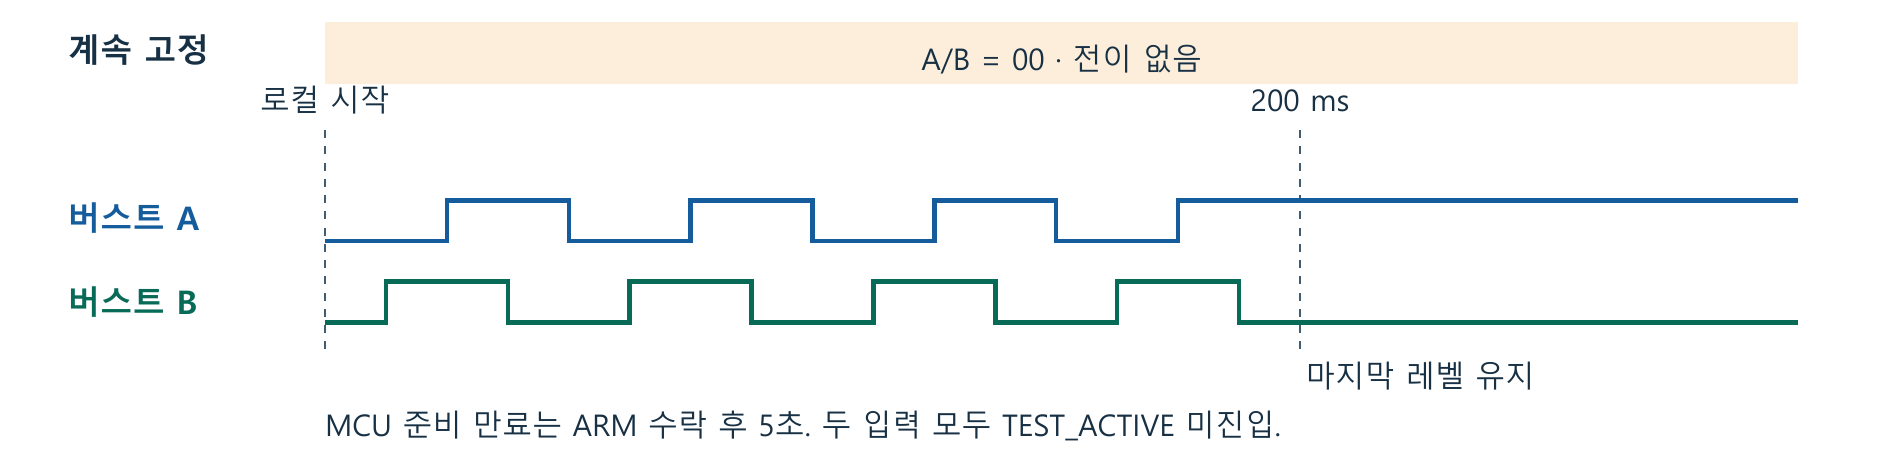 계속 고정
A/B = 00 · 전이 없음
로컬 시작
200 ms
버스트 A
버스트 B
마지막 레벨 유지
MCU 준비 만료는 ARM 수락 후 5초. 두 입력 모두 TEST_ACTIVE 미진입.